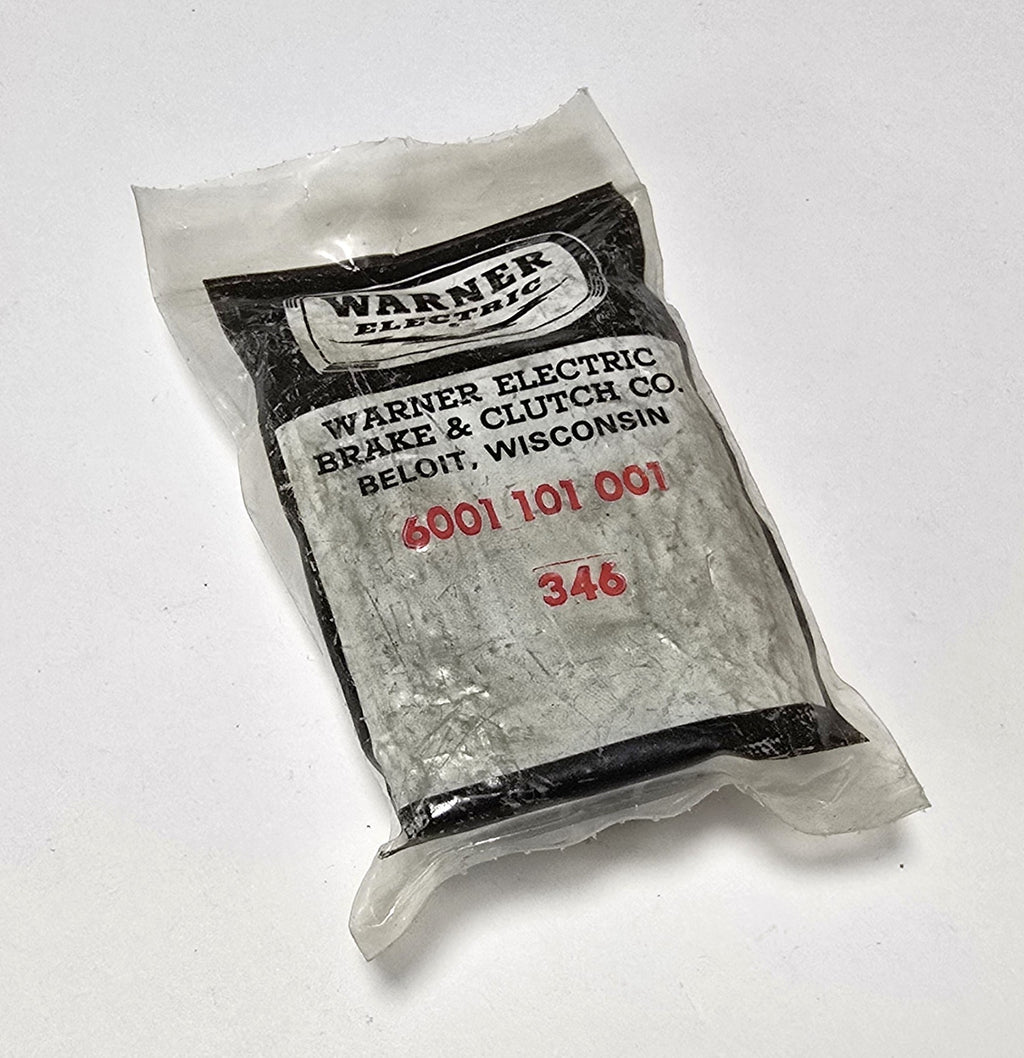 WARNER
ELECTRIC
WARNER ELECTRIC
BRAKE & CLUTCH CO.
BELOIT, WISCONSIN
6001 101 001
346